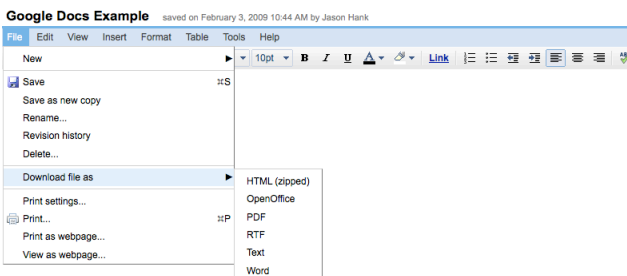 Google Docs Example saved on February 3, 2009 10:44 AM by Jason Hank
File Edit View Insert Format Table Tools Help
New
10pt B I U A Link
Save ⌘S
Save as new copy
Rename...
Revision history
Delete...
Download file as
HTML (zipped)
OpenOffice
PDF
RTF
Text
Word
Print settings...
Print... ⌘P
Print as webpage...
View as webpage...